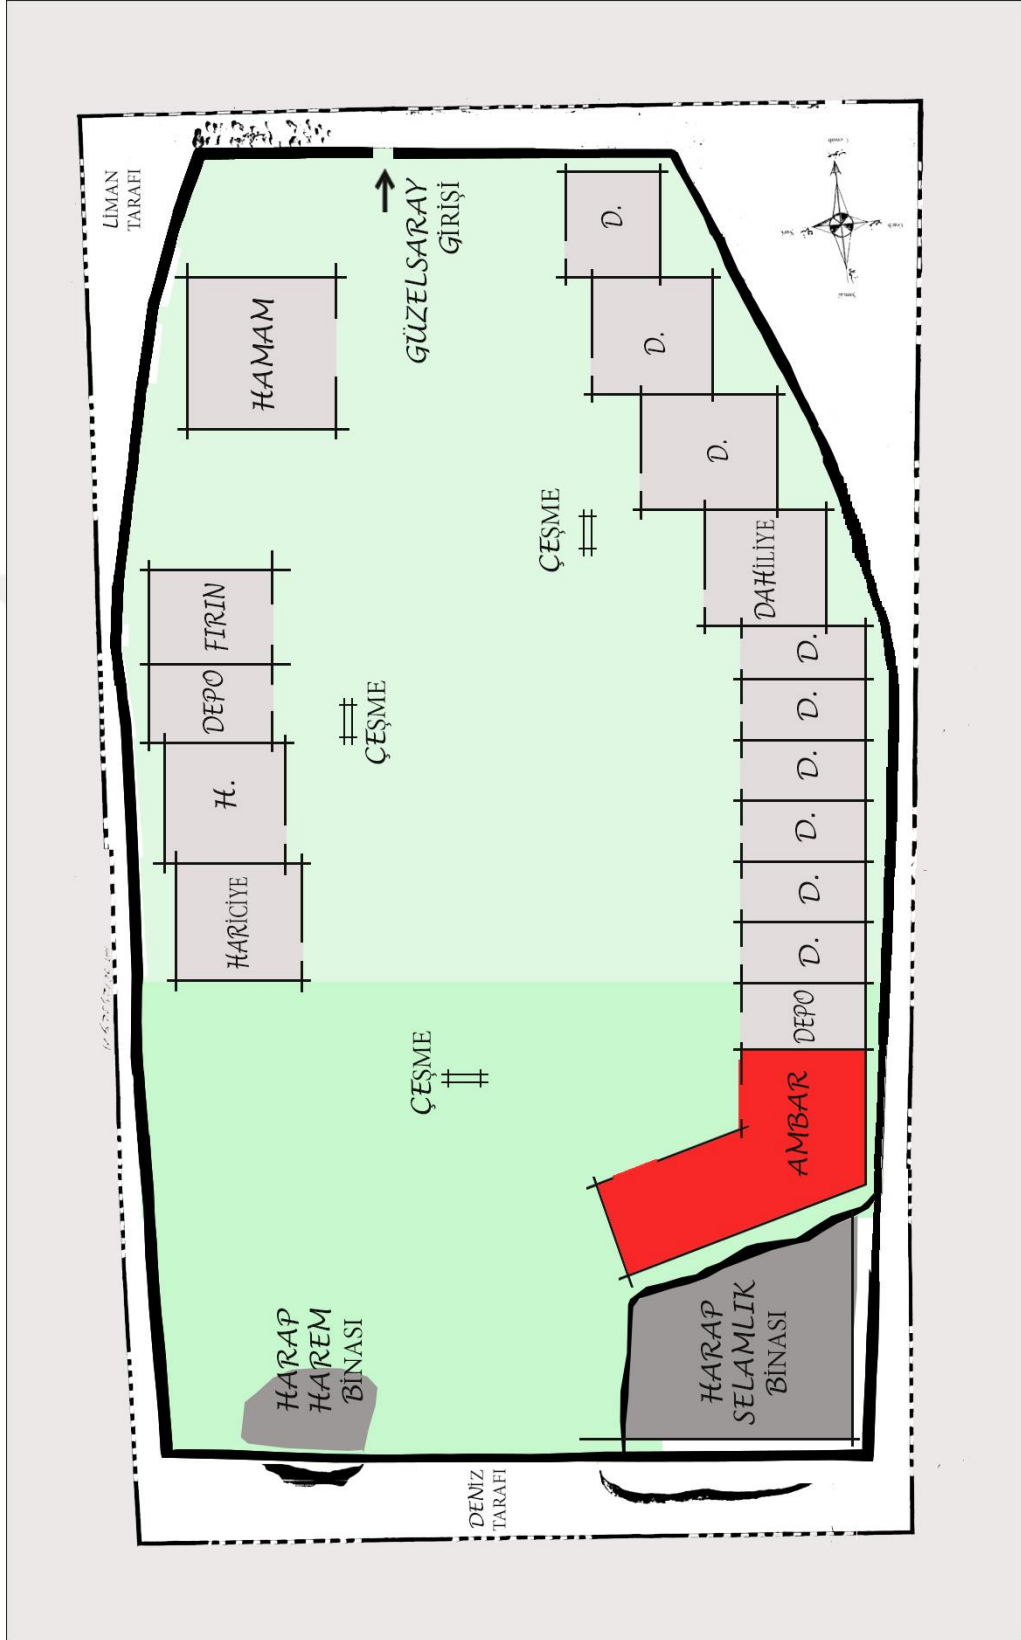 LİMAN
TARAFI
GÜZELSARAY
GİRİŞİ
D.
HAMAM
D.
D.
ÇEŞME
DAHİLİYE
FIRIN
D.
DEPO
ÇEŞME
D.
D.
H.
D.
HARİCİYE
D.
D.
DEPO
ÇEŞME
AMBAR
HARAP
HAREM
BİNASI
HARAP
SELAMLIK
BİNASI
DENİZ
TARAFI